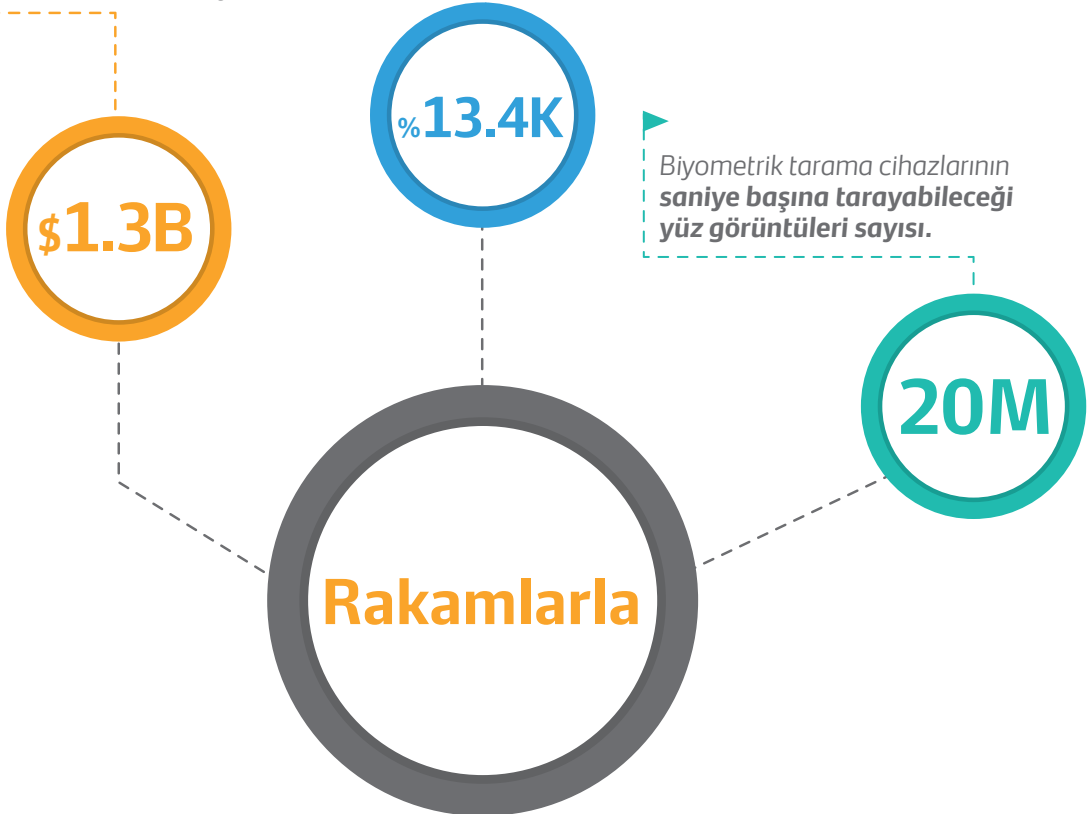 $1.3B
%13.4K
Biyometrik tarama cihazlarının
saniye başına tarayabileceği
yüz görüntüleri sayısı.
20M
Rakamlarla